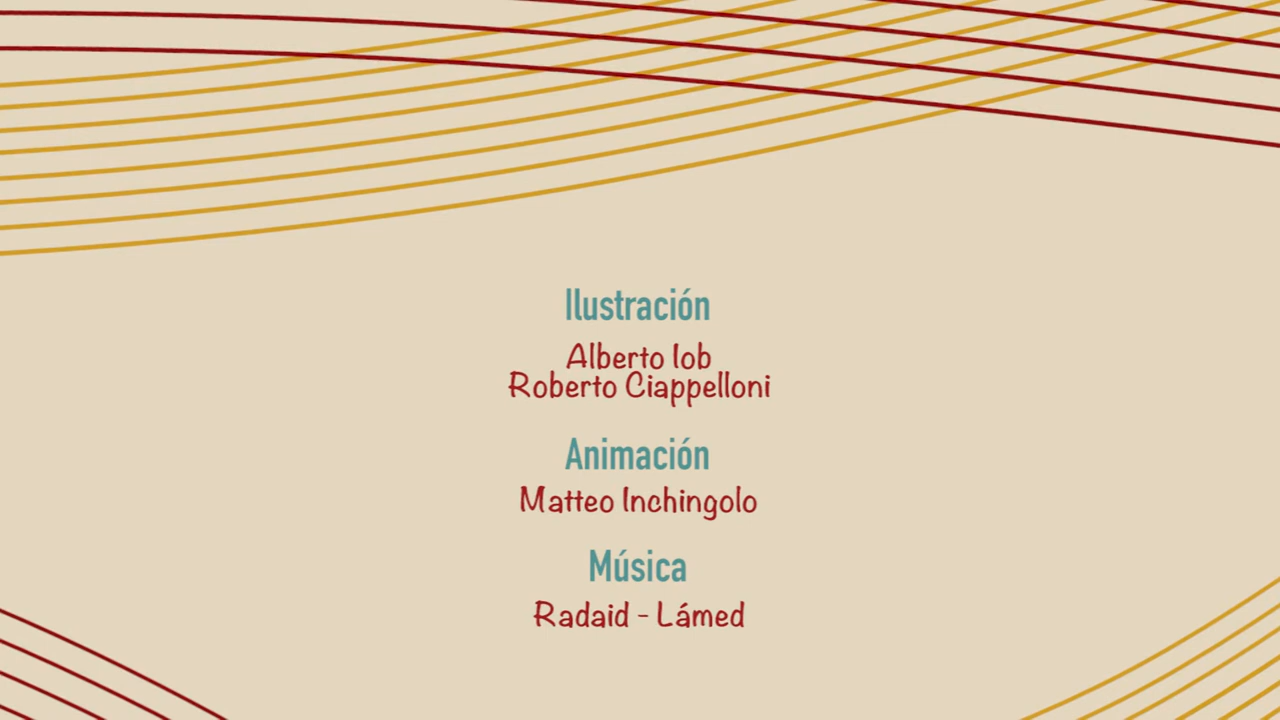 Ilustración
Alberto Iob
Roberto Ciappelloni
Animación
Matteo Inchingolo
Música
Radaid - Lámed